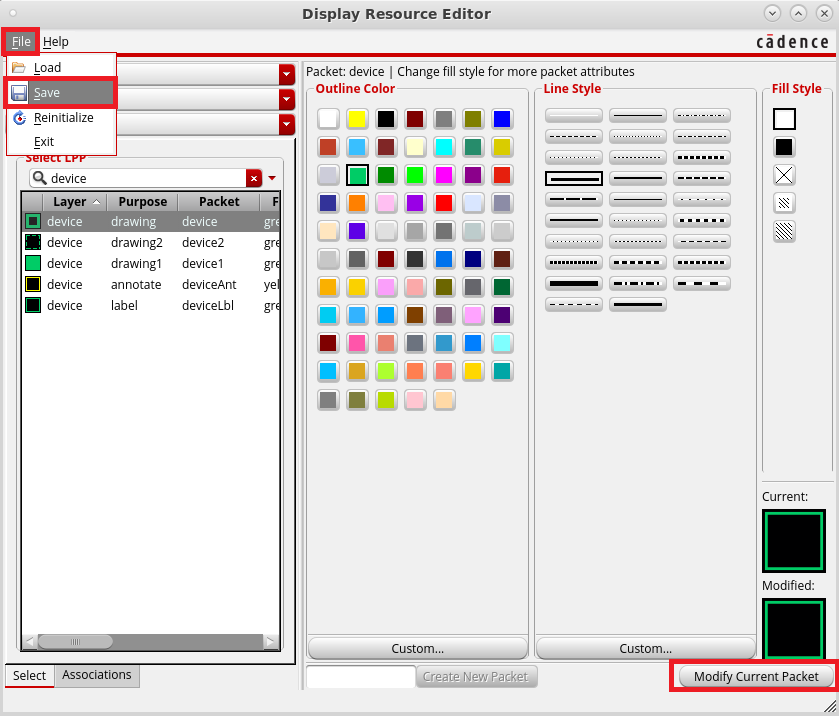 Display Resource Editor
File Help
cādence
Load
Save
Reinitialize
Exit
Select LPP
device
Layer Purpose Packet F
device drawing device gre
device drawing2 device2 gre
device drawing1 device1 gre
device annotate deviceAnt yel
device label deviceLbl gre
Select Associations
Packet: device | Change fill style for more packet attributes
Outline Color
Line Style
Fill Style
Current:
Modified:
Custom...
Custom...
Create New Packet
Modify Current Packet